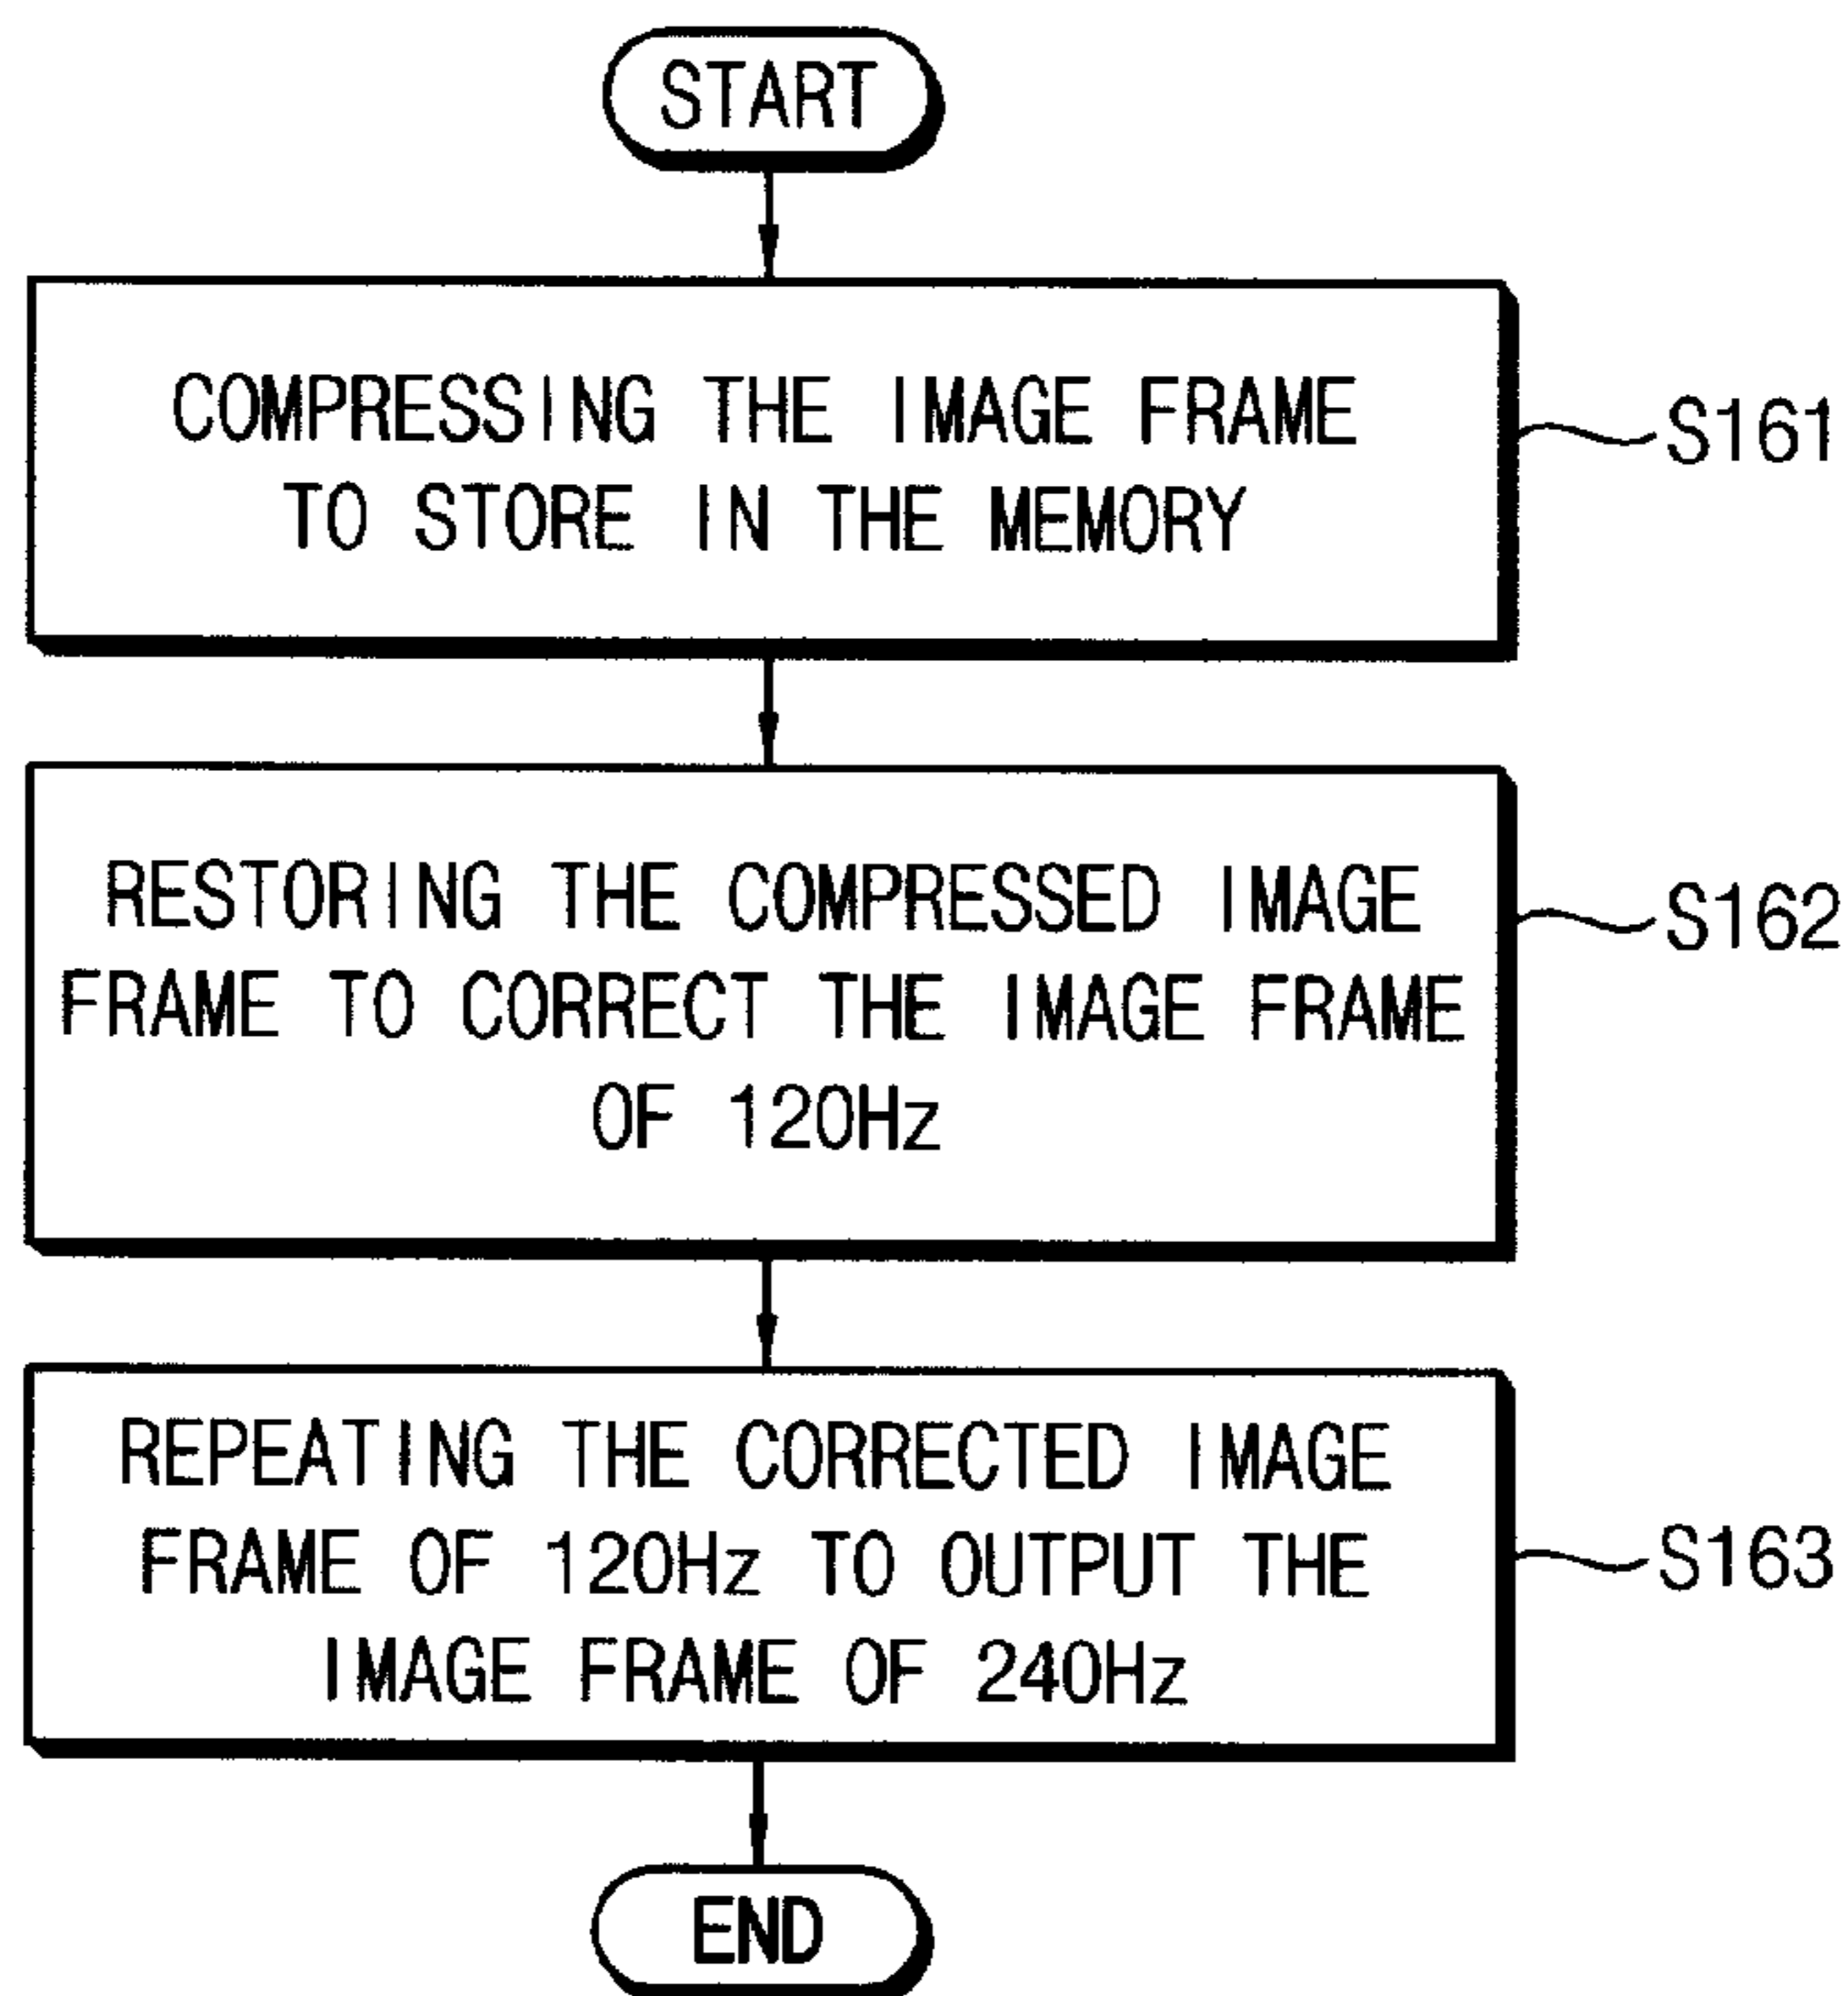 START
COMPRESSING THE IMAGE FRAME
TO STORE IN THE MEMORY
S161
RESTORING THE COMPRESSED IMAGE
FRAME TO CORRECT THE IMAGE FRAME
OF 120Hz
S162
REPEATING THE CORRECTED IMAGE
FRAME OF 120Hz TO OUTPUT THE
IMAGE FRAME OF 240Hz
S163
END